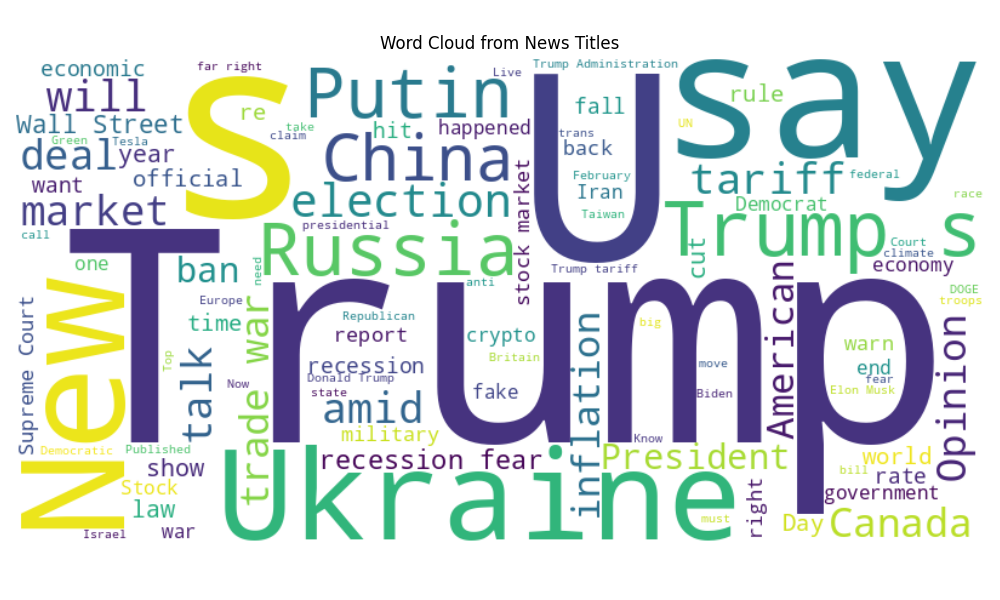 Word Cloud from News Titles
economic
far right
Live
Trump Administration
will
S
re
Putin
U
fall
rule
say
Wall Street
Green
Tesla
take
claim
hit
happened
trans
back
UN
deal
year
China
February
Iran
tariff
federal
want
official
election
Taiwan
Democrat
race
market
presidential
stock market
Trump s
call
Russia
Court
climate
one
ban
need
anti
Trump tariff
cut
economy
Trump
New
Europe
DOGE
troops
Supreme Court
time
trade war
Republican
report
crypto
inflation
big
American
warn
Opinion
Top
talk
recession
Britain
move
end
Now
Donald Trump
fear
state
fake
Biden
Elon Musk
amid
military
Know
Democratic
Published
recession fear
President
world
show
Ukraine
bill
rate
Stock
right
government
law
must
Day
Canada
Israel
war